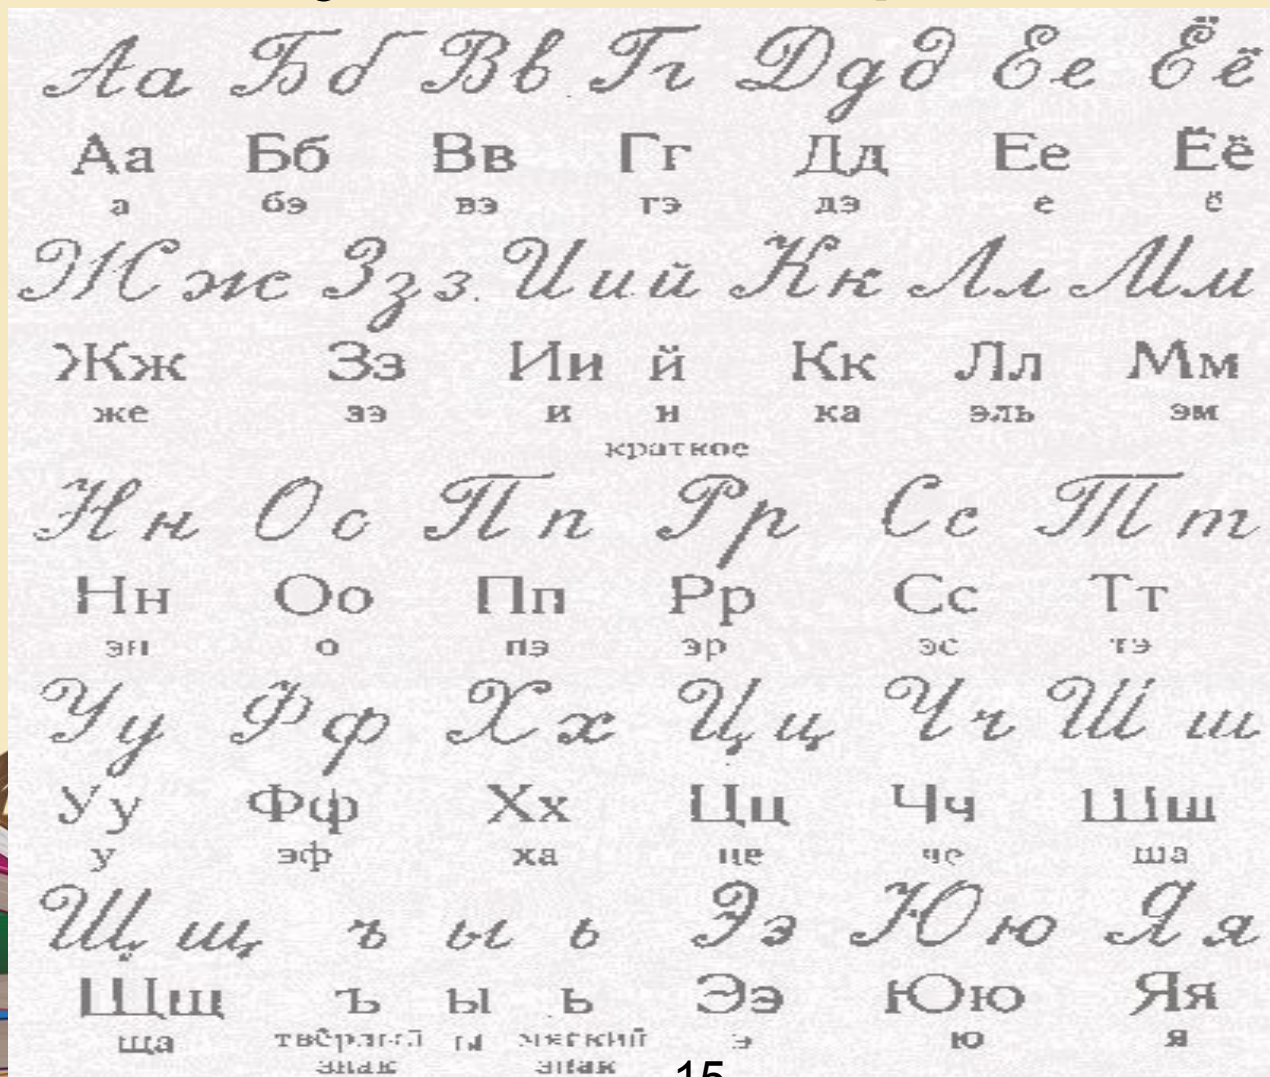 Аа Бб Вв Гг Дд Ее Ёё
Аа Бб Вв Гг Дд Ее Ёё
а бэ вэ гэ дэ е ё
Жж Зз Ии й Кк Лл Мм
Жж Зз Ии й Кк Лл Мм
же зэ и и ка эль эм
краткое
Нн Оо Пп Рр Сс Тт
Нн Оо Пп Рр Сс Тт
эн о пэ эр эс тэ
Уу Фф Хх Цц Чч Шш
Уу Фф Хх Цц Чч Шш
у эф ха це че ша
Щщ ъ ы ь Ээ Юю Яя
Щщ ъ ы ь Ээ Юю Яя
ща твёрдый ы мягкий э ю я
знак знак
15